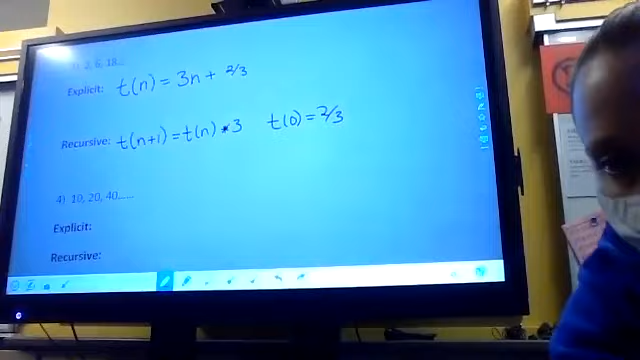 2, 6, 18...
Explicit: t(n) = 3n + 2/3
Recursive: t(n+1) = t(n) * 3 t(0) = 2/3
4) 10, 20, 40......
Explicit:
Recursive: